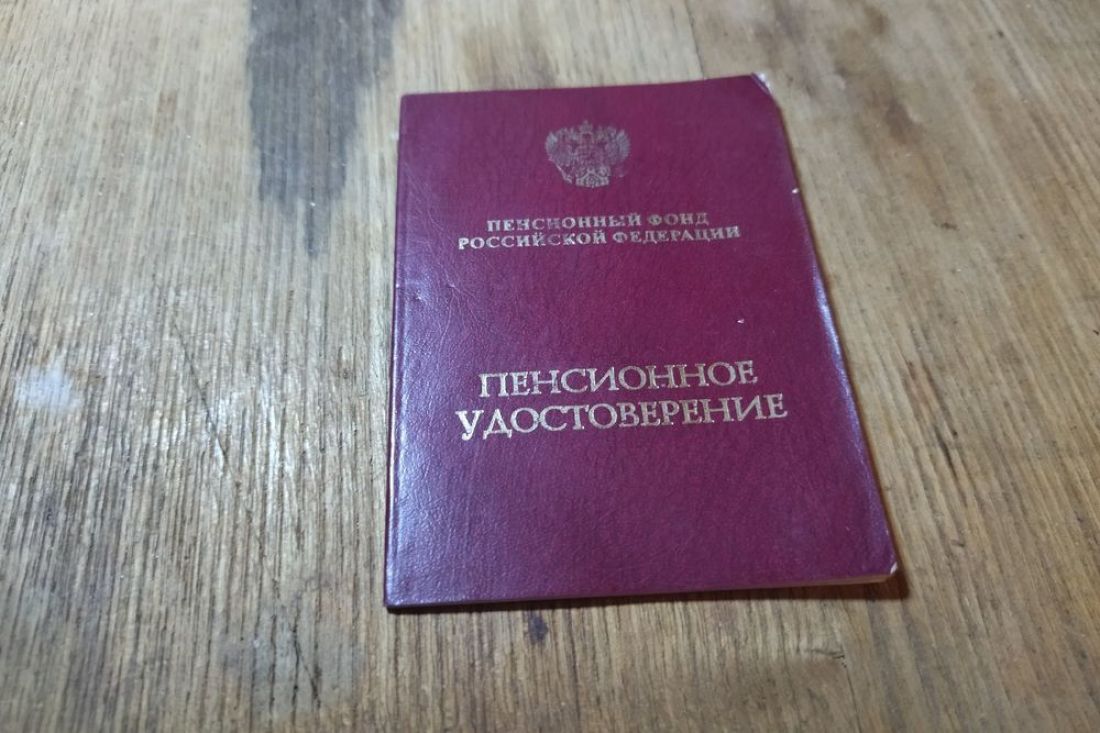 ПЕНСИОННЫЙ ФОНД
РОССИЙСКОЙ ФЕДЕРАЦИИ
ПЕНСИОННОЕ
УДОСТОВЕРЕНИЕ